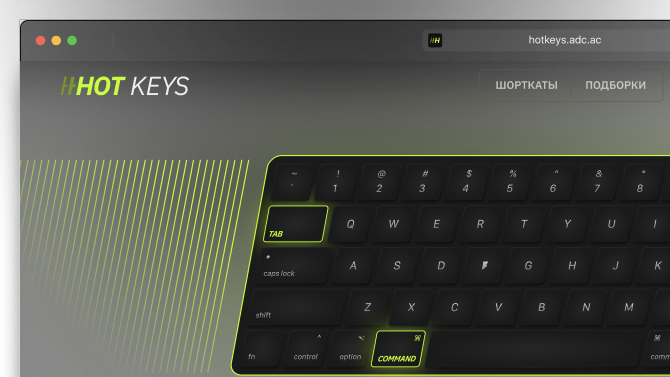 hotkeys.adc.ac
HOT KEYS
ШОРТКАТЫ ПОДБОРКИ
~ ! @ # $ % ^ & *
` 1 2 3 4 5 6 7 8
TAB Q W E R T Y U I
caps lock A S D G H J K
shift Z X C V B N M
fn control ^ option ⌥ COMMAND ⌘ ⌘